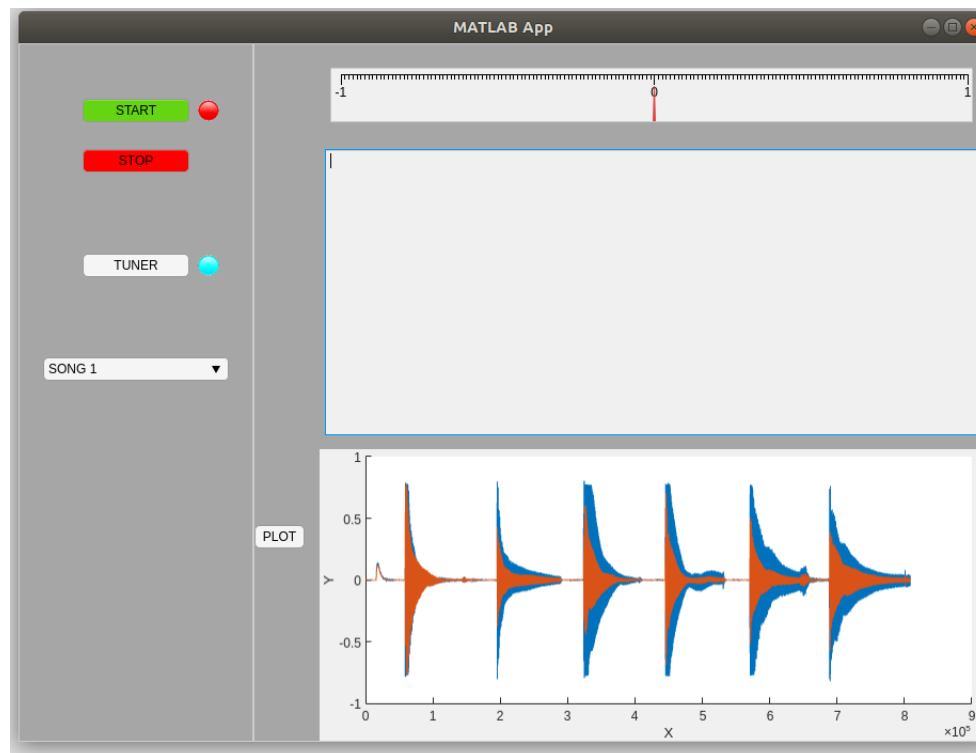 MATLAB App
START
STOP
TUNER
SONG 1
-1 0 1
PLOT
1
0.5
0
-0.5
-1
Y
0 1 2 3 4 5 6 7 8 9
X
×10⁵